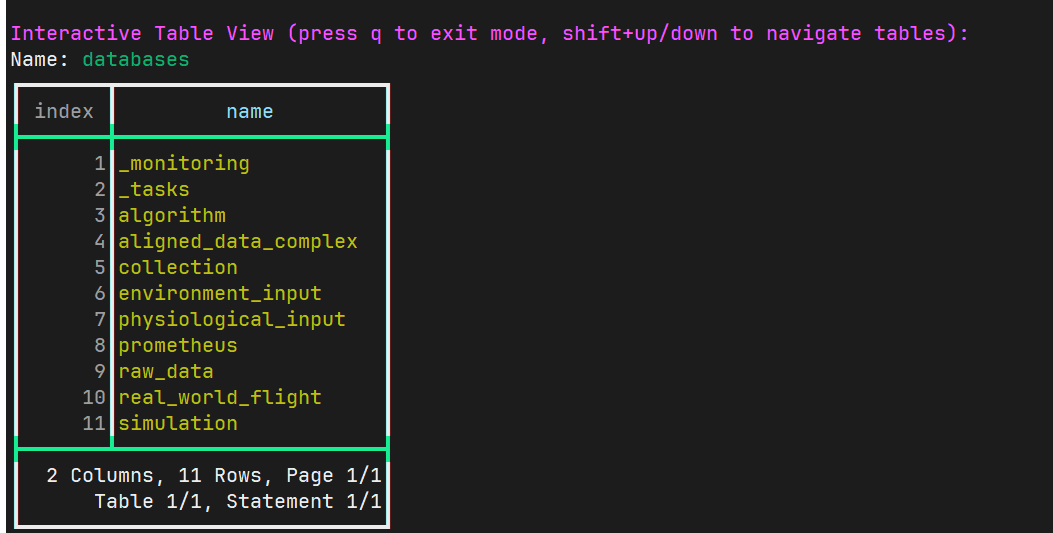 Interactive Table View (press q to exit mode, shift+up/down to navigate tables):
Name: databases
index name
1 _monitoring
2 _tasks
3 algorithm
4 aligned_data_complex
5 collection
6 environment_input
7 physiological_input
8 prometheus
9 raw_data
10 real_world_flight
11 simulation
2 Columns, 11 Rows, Page 1/1
Table 1/1, Statement 1/1